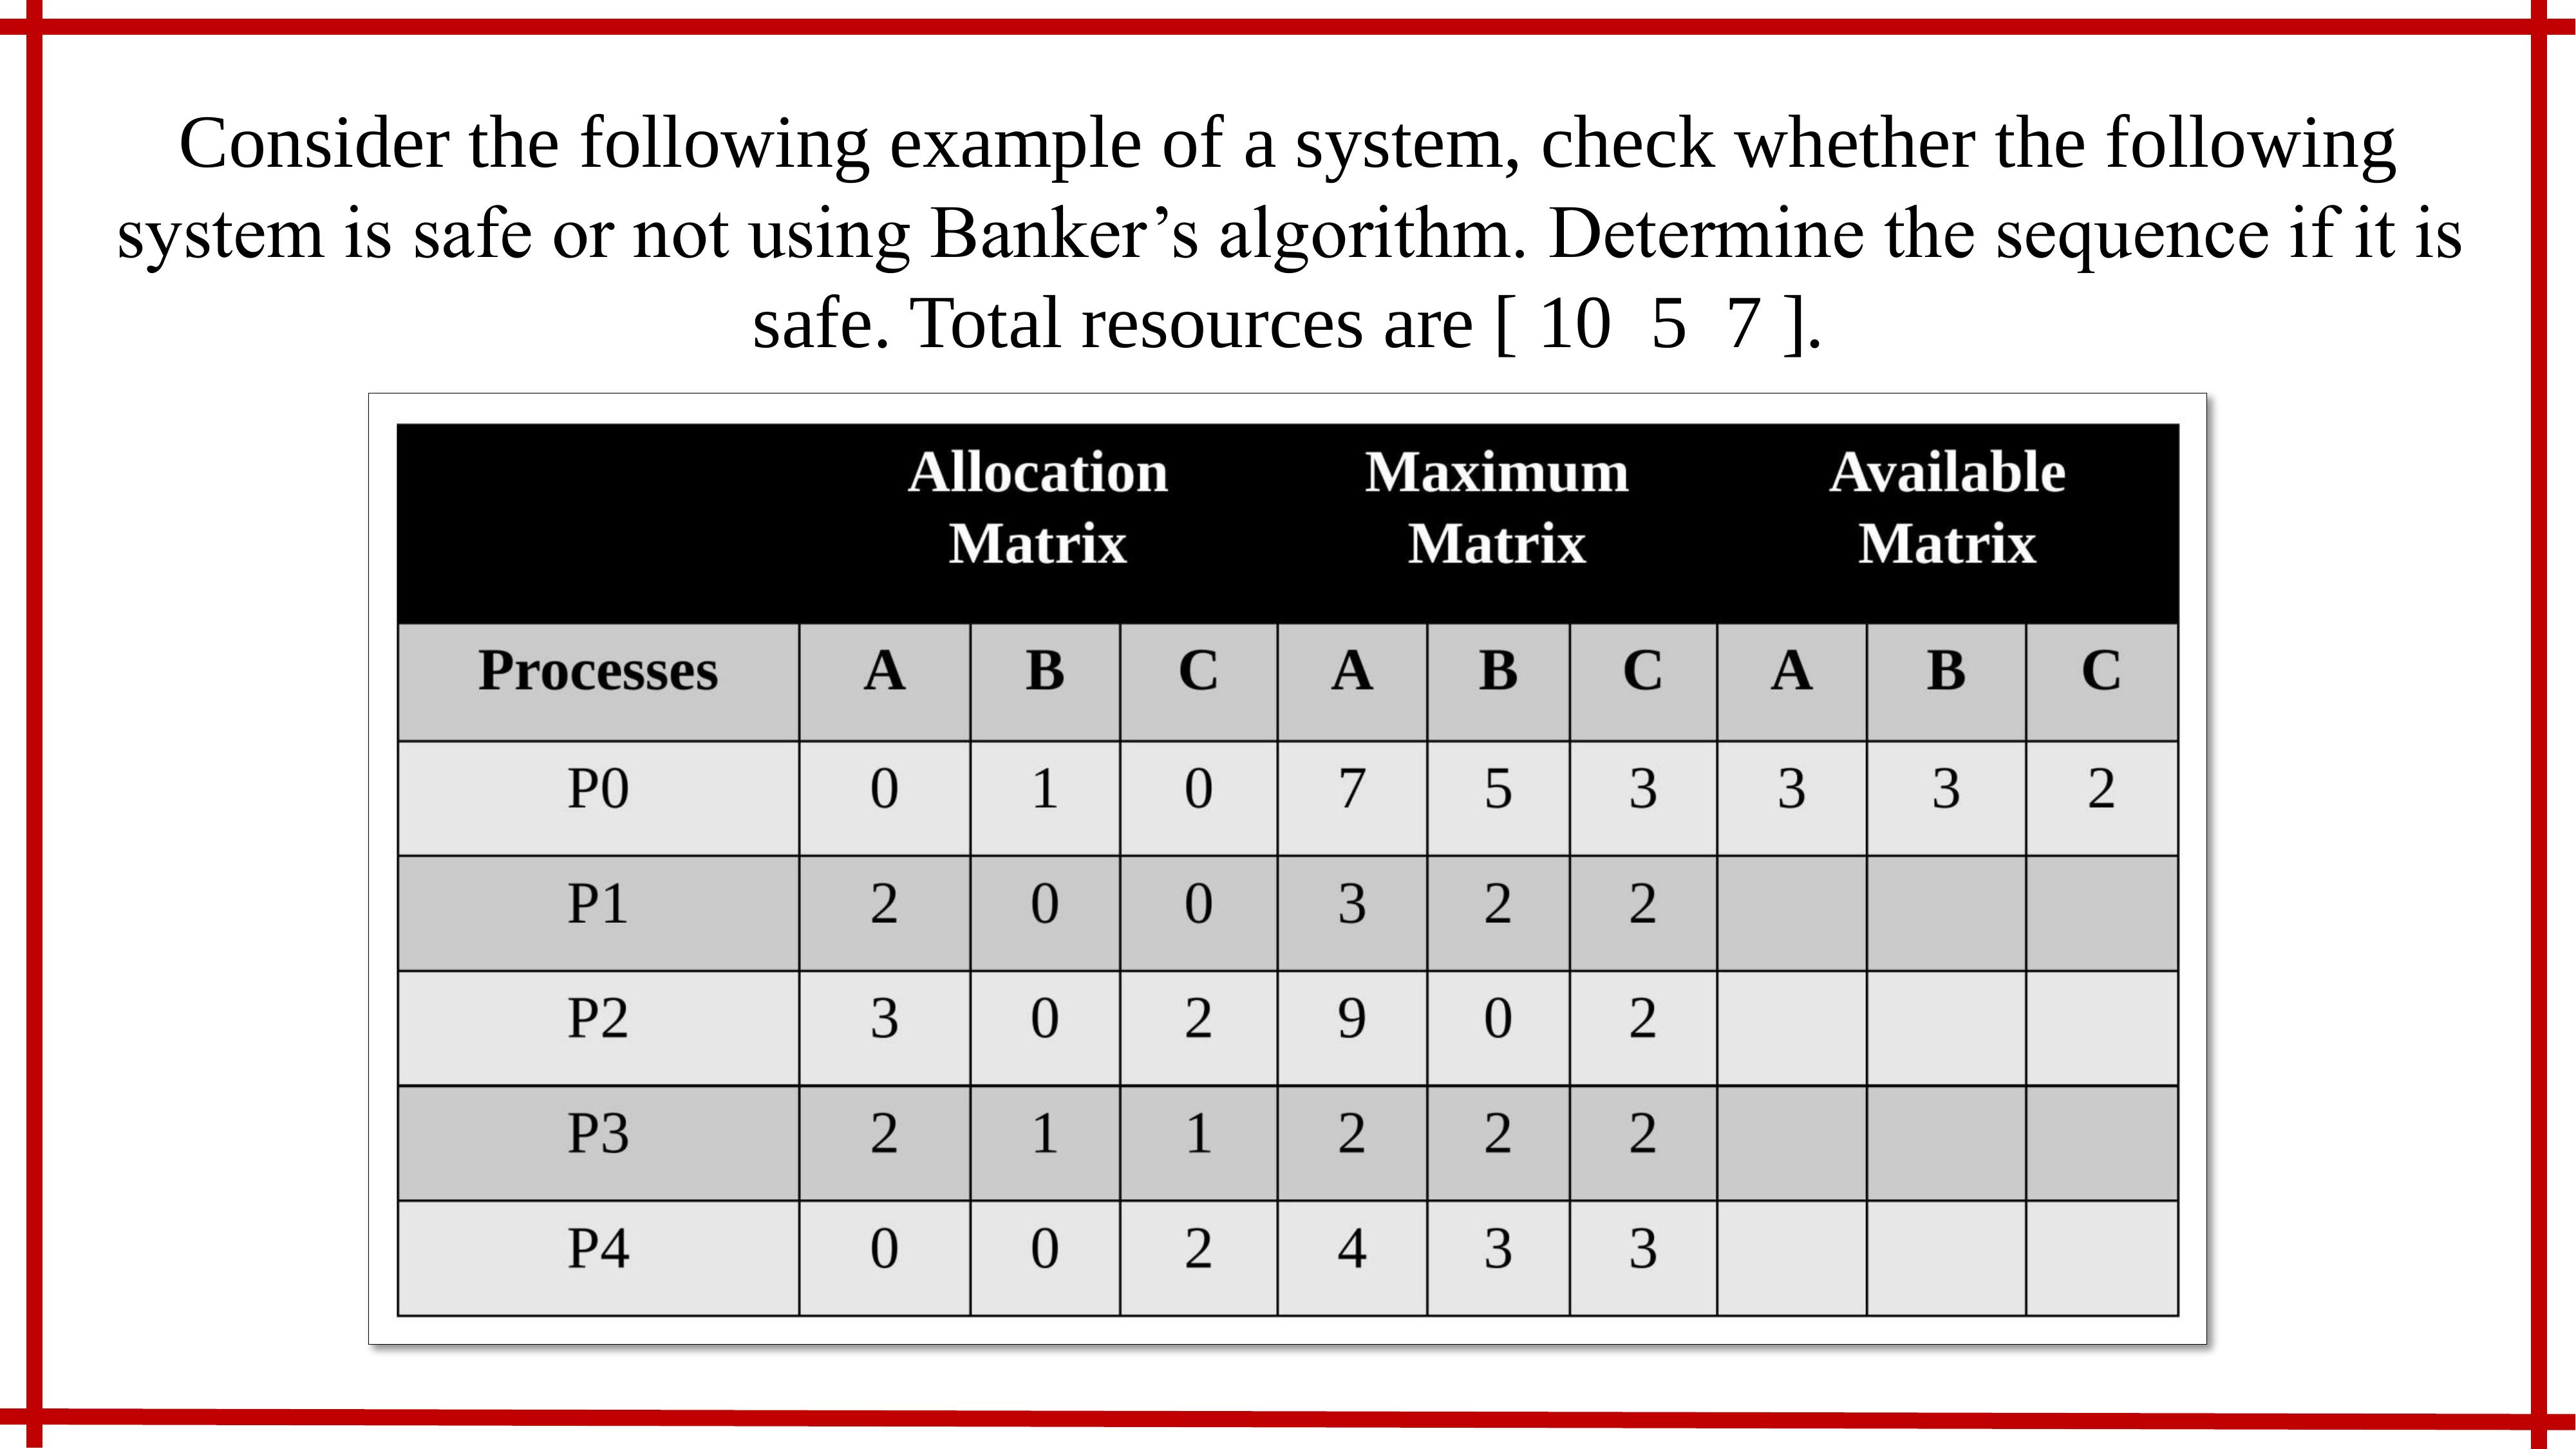 Consider the following example of a system, check whether the following
system is safe or not using Banker’s algorithm. Determine the sequence if it is
safe. Total resources are [ 10 5 7 ].
Allocation Matrix Maximum Matrix Available Matrix
Processes A B C A B C A B C
P0 0 1 0 7 5 3 3 3 2
P1 2 0 0 3 2 2
P2 3 0 2 9 0 2
P3 2 1 1 2 2 2
P4 0 0 2 4 3 3